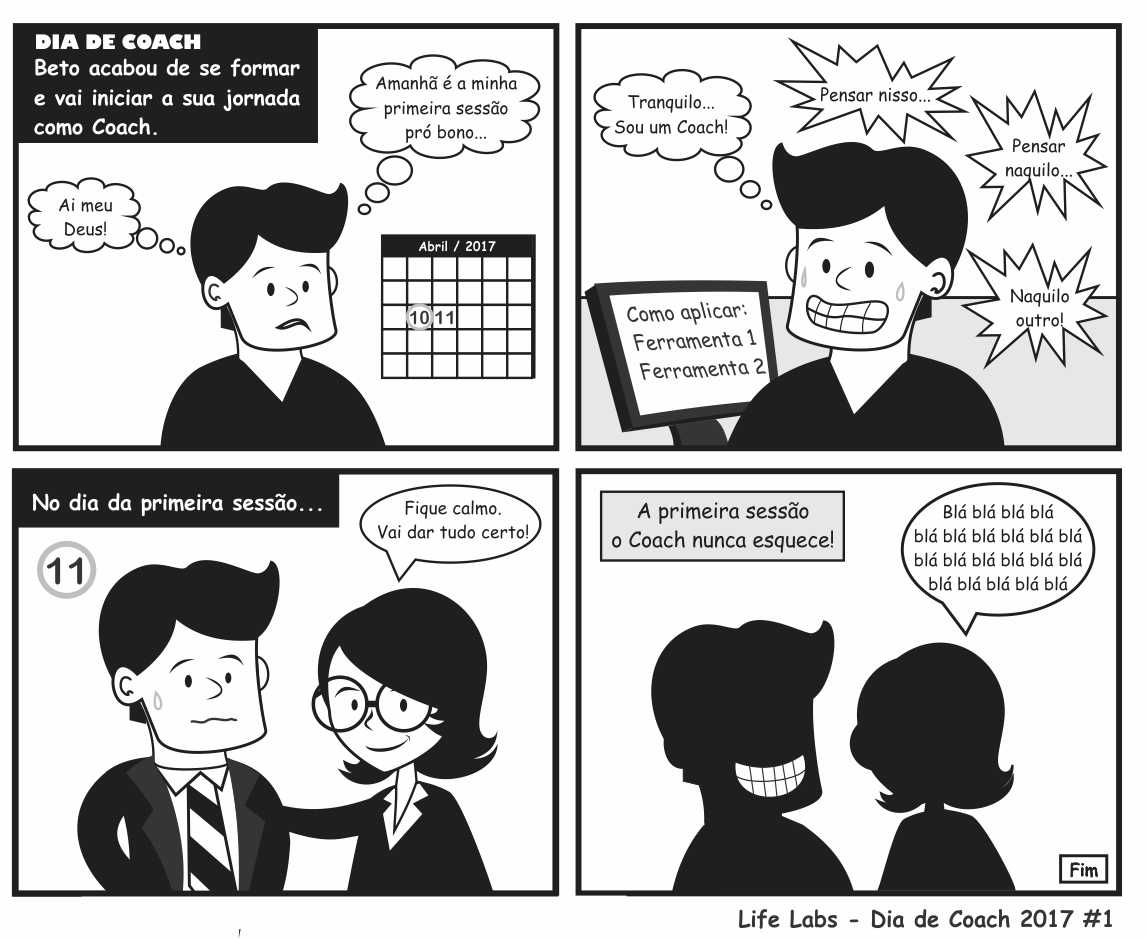 DIA DE COACH
Beto acabou de se formar
e vai iniciar a sua jornada
como Coach.
Amanhã é a minha
primeira sessão
pró bono...
Ai meu
Deus!
Abril / 2017
10 11
Tranquilo...
Sou um Coach!
Pensar nisso...
Pensar
naquilo...
Naquilo
outro!
Como aplicar:
Ferramenta 1
Ferramenta 2
No dia da primeira sessão...
11
Fique calmo.
Vai dar tudo certo!
A primeira sessão
o Coach nunca esquece!
Blá blá blá blá
blá blá blá blá blá blá
blá blá blá blá blá blá
blá blá blá blá blá
Fim
Life Labs - Dia de Coach 2017 #1